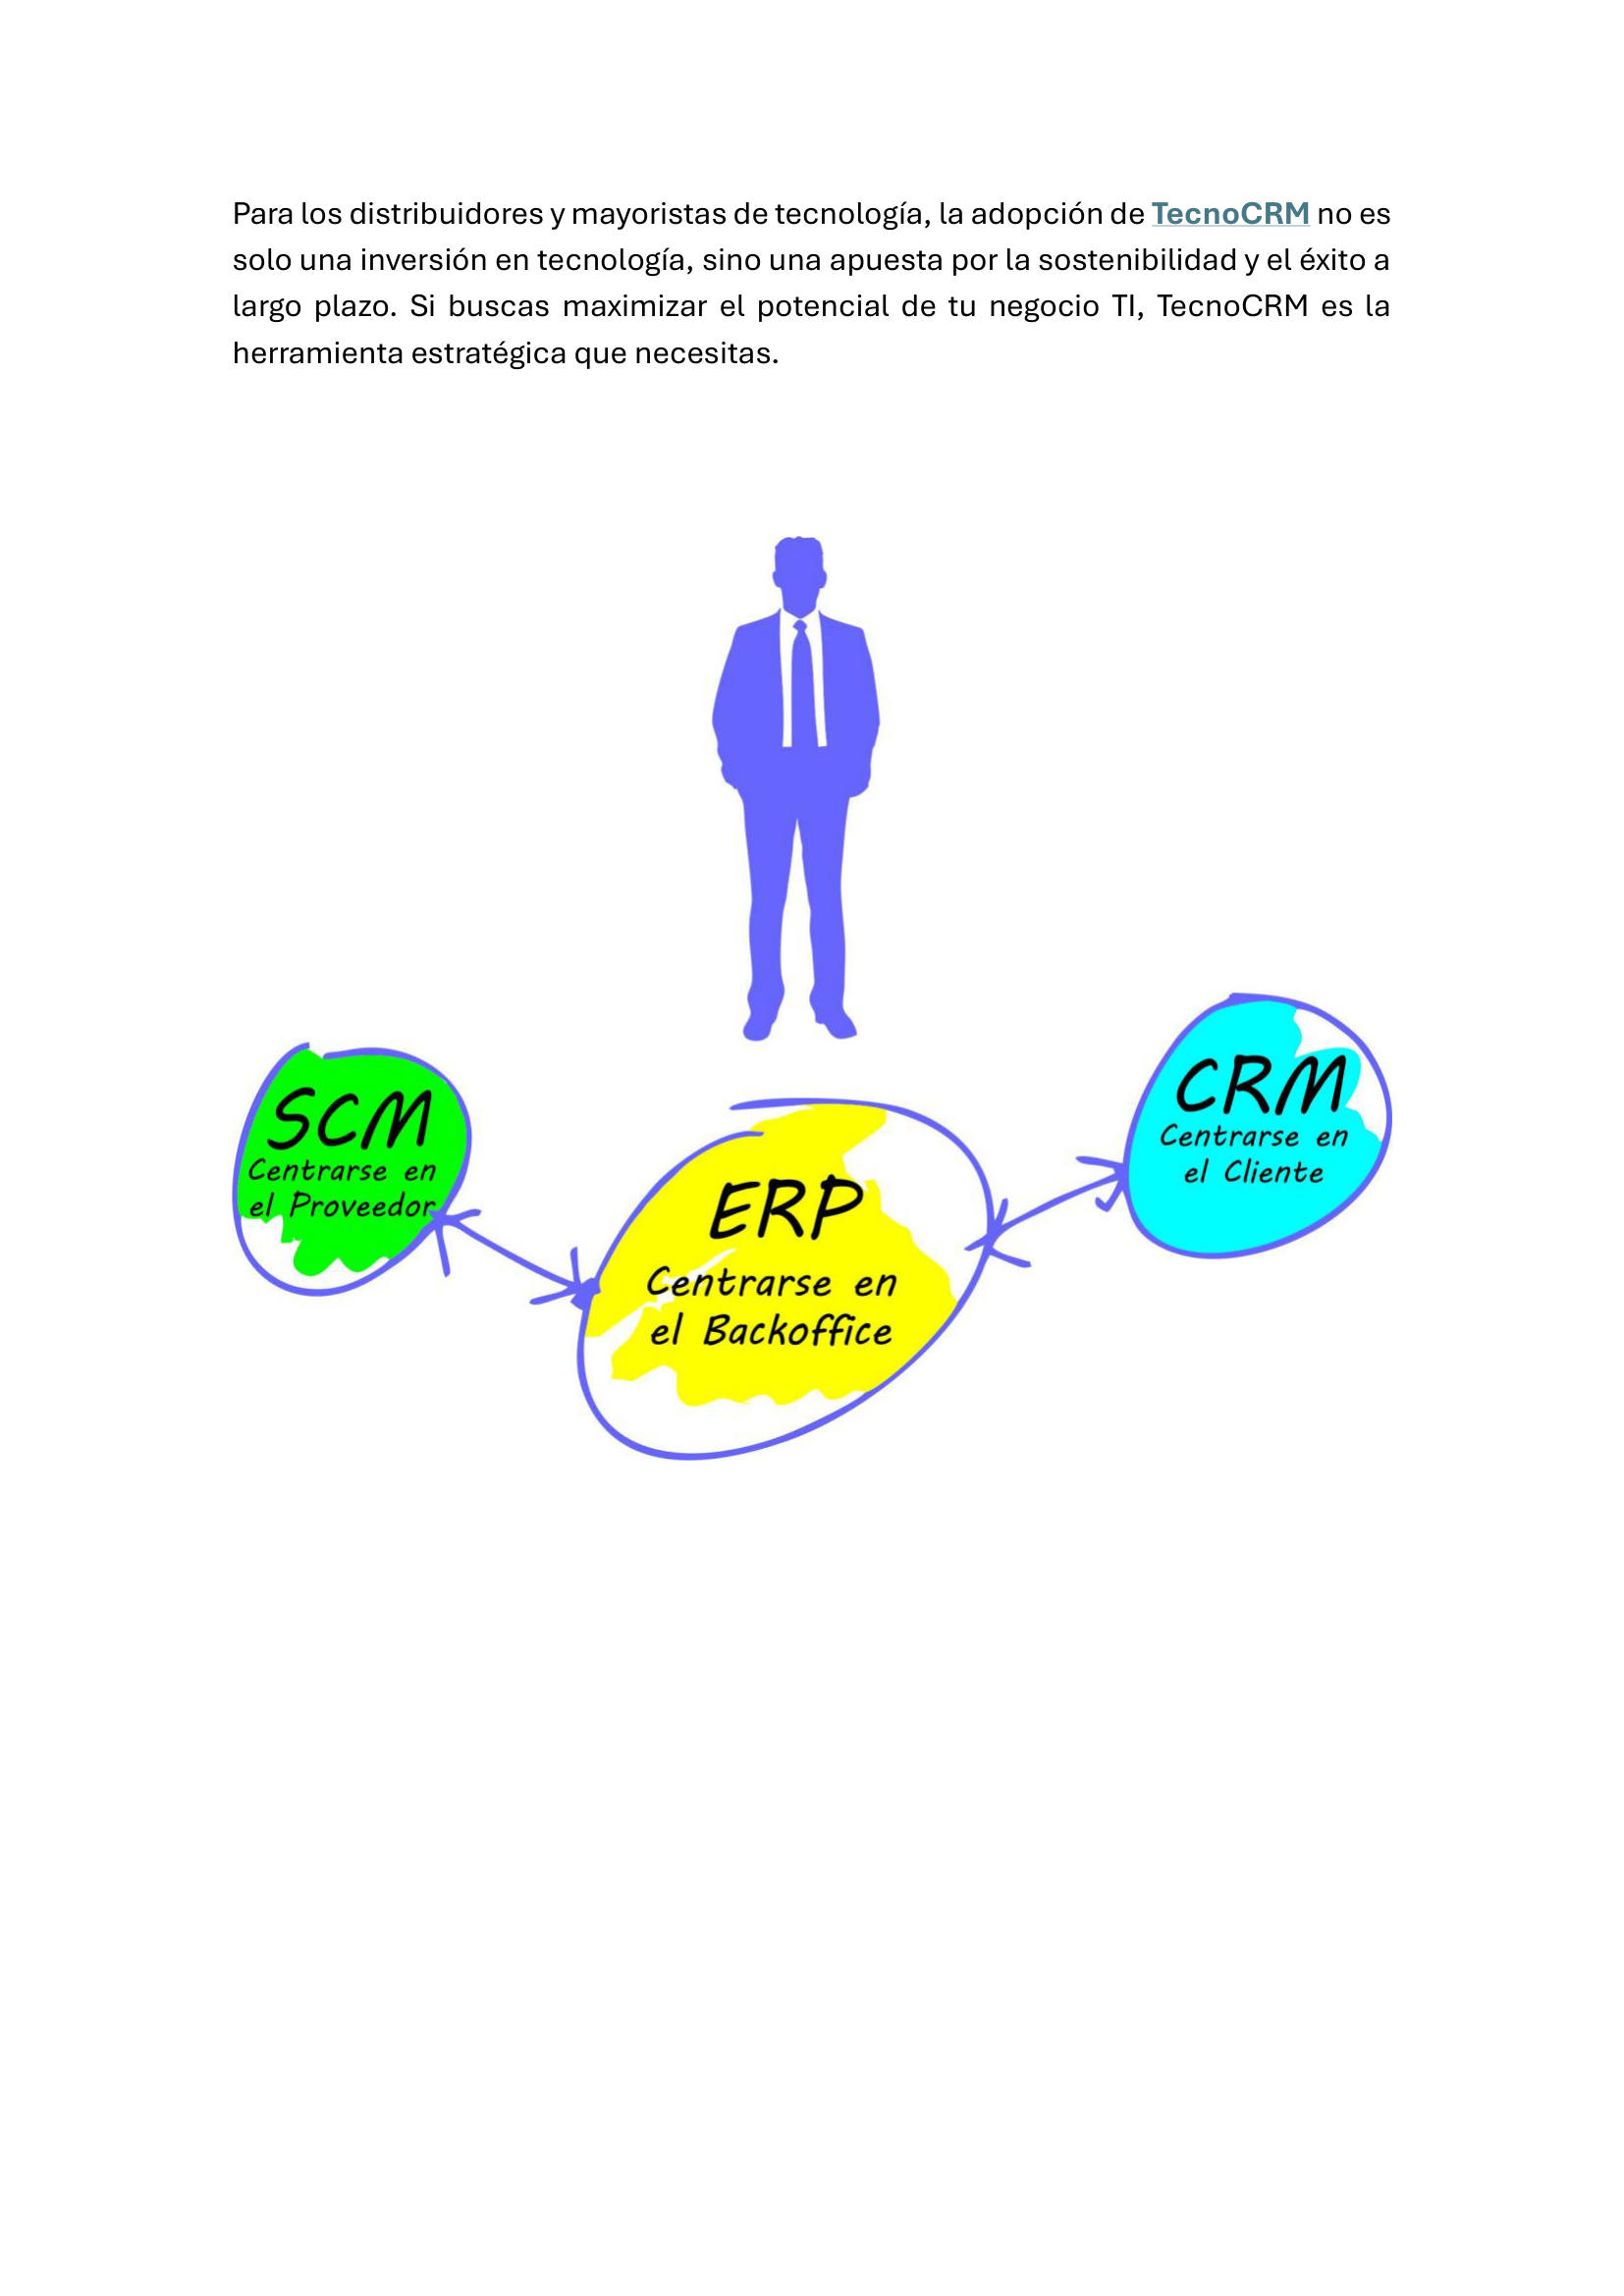 Para los distribuidores y mayoristas de tecnología, la adopción de TecnoCRM no es
solo una inversión en tecnología, sino una apuesta por la sostenibilidad y el éxito a
largo plazo. Si buscas maximizar el potencial de tu negocio TI, TecnoCRM es la
herramienta estratégica que necesitas.
SCM
Centrarse en
el Proveedor
ERP
Centrarse en
el Backoffice
CRM
Centrarse en
el Cliente